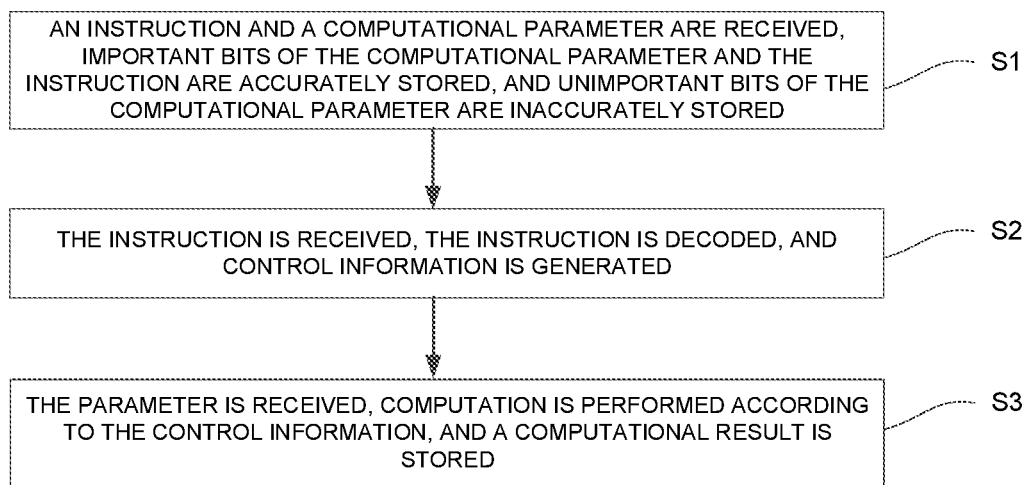 AN INSTRUCTION AND A COMPUTATIONAL PARAMETER ARE RECEIVED,
IMPORTANT BITS OF THE COMPUTATIONAL PARAMETER AND THE
INSTRUCTION ARE ACCURATELY STORED, AND UNIMPORTANT BITS OF THE
COMPUTATIONAL PARAMETER ARE INACCURATELY STORED
S1
THE INSTRUCTION IS RECEIVED, THE INSTRUCTION IS DECODED, AND
CONTROL INFORMATION IS GENERATED
S2
THE PARAMETER IS RECEIVED, COMPUTATION IS PERFORMED ACCORDING
TO THE CONTROL INFORMATION, AND A COMPUTATIONAL RESULT IS
STORED
S3